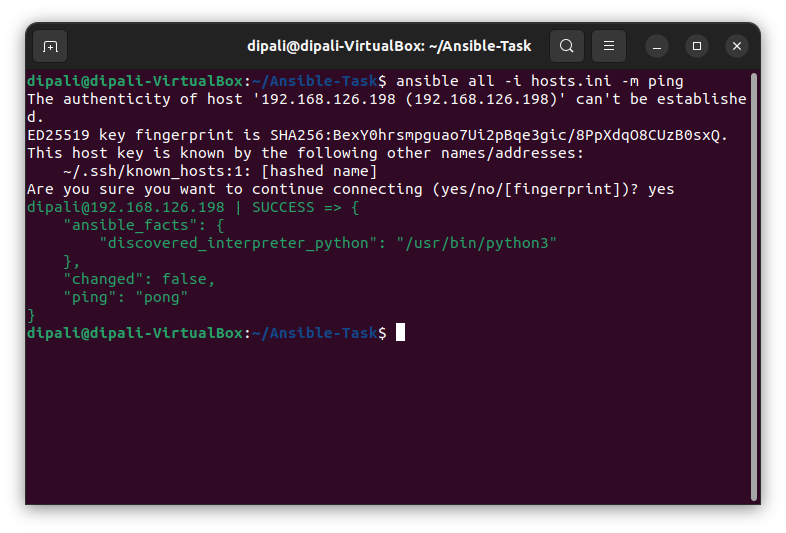 dipali@dipali-VirtualBox: ~/Ansible-Task
dipali@dipali-VirtualBox:~/Ansible-Task$ ansible all -i hosts.ini -m ping
The authenticity of host '192.168.126.198 (192.168.126.198)' can't be establishe
d.
ED25519 key fingerprint is SHA256:BexY0hrsmpguao7Ui2pBqe3gic/8PpXdqO8CUzB0sxQ.
This host key is known by the following other names/addresses:
    ~/.ssh/known_hosts:1: [hashed name]
Are you sure you want to continue connecting (yes/no/[fingerprint])? yes
dipali@192.168.126.198 | SUCCESS => {
    "ansible_facts": {
        "discovered_interpreter_python": "/usr/bin/python3"
    },
    "changed": false,
    "ping": "pong"
}
dipali@dipali-VirtualBox:~/Ansible-Task$